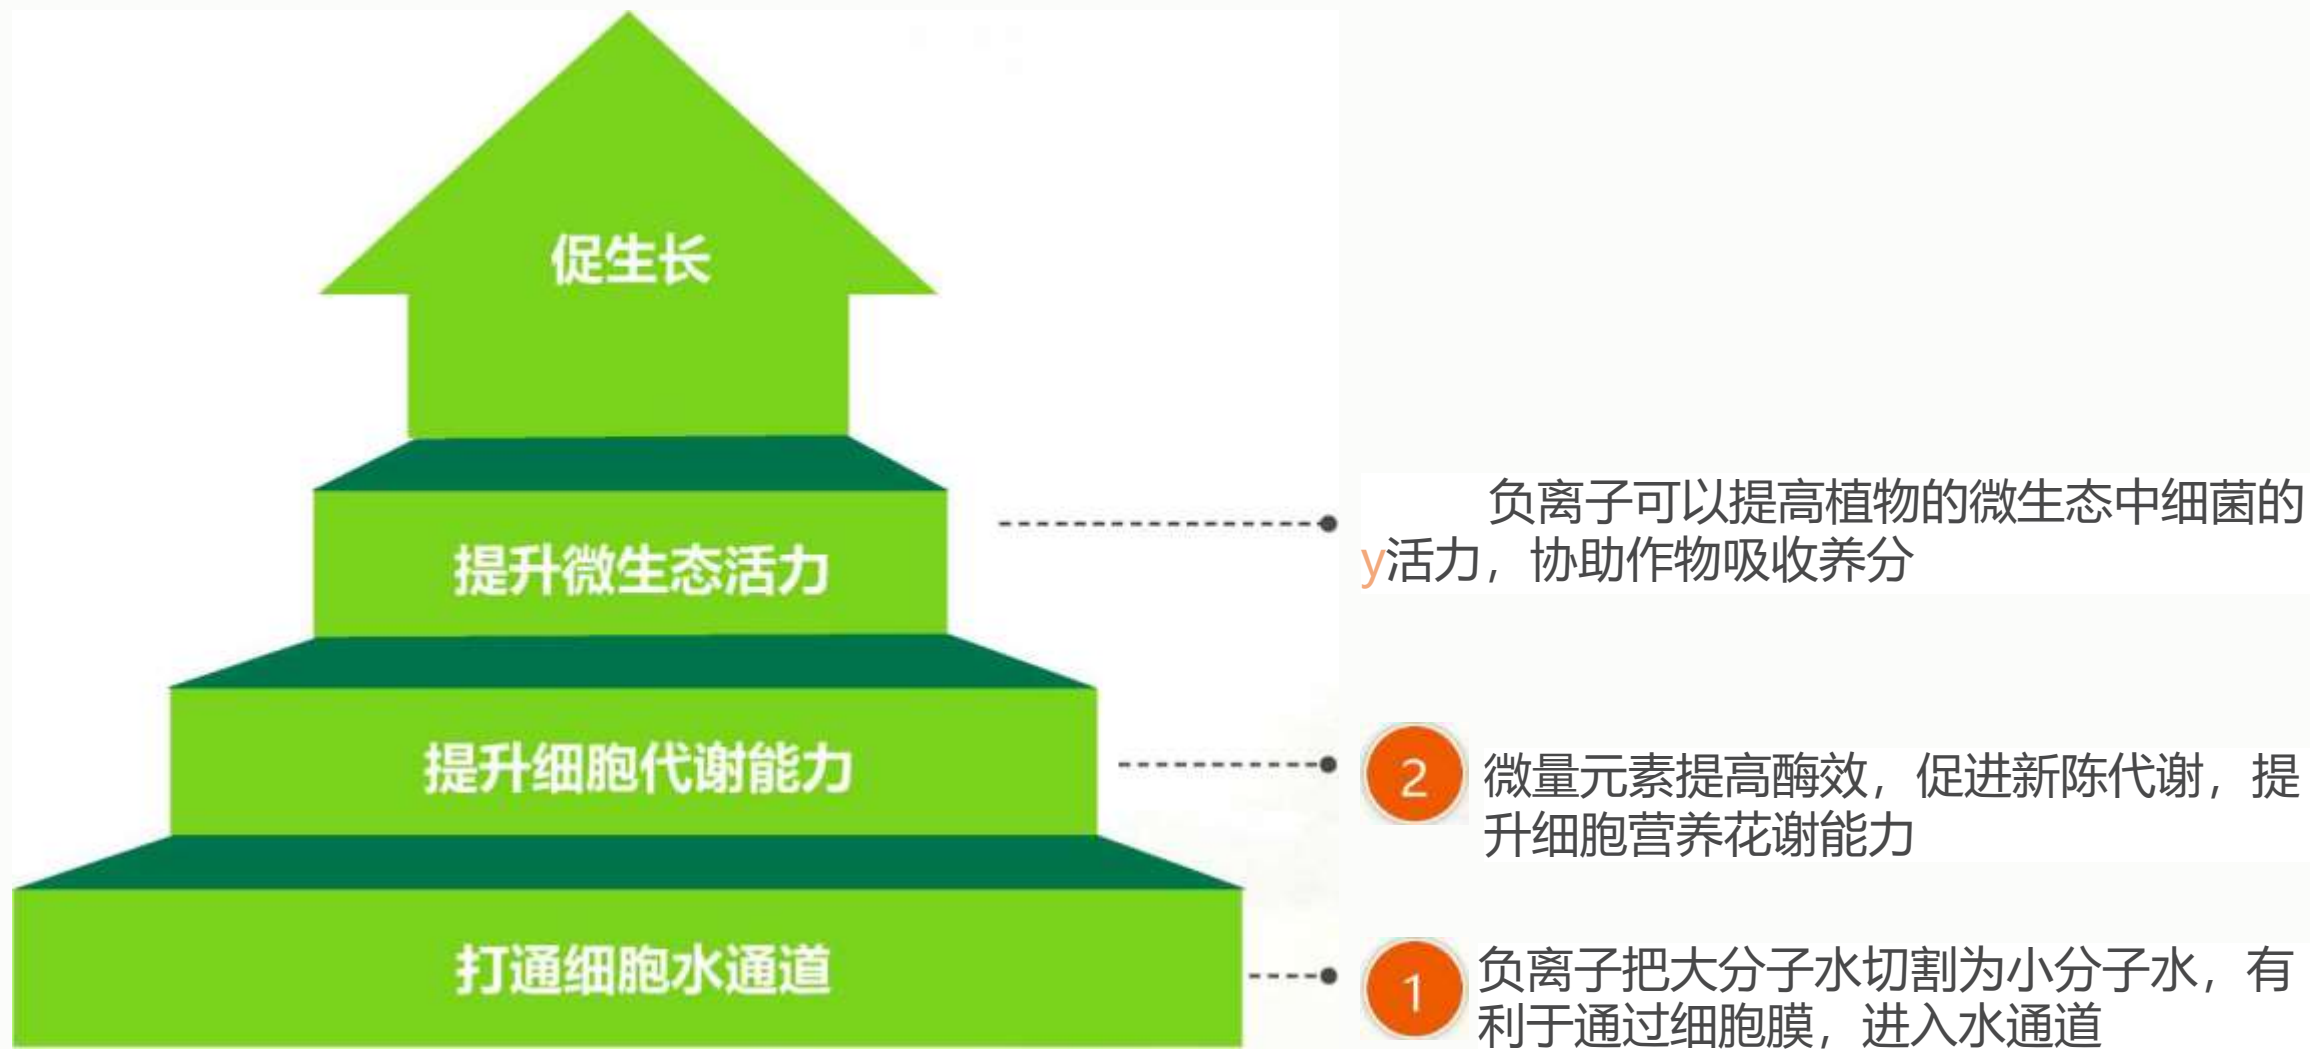 促生长
提升微生态活力
负离子可以提高植物的微生态中细菌的
y活力，协助作物吸收养分
提升细胞代谢能力
2
微量元素提高酶效，促进新陈代谢，提
升细胞营养花谢能力
打通细胞水通道
1
负离子把大分子水切割为小分子水，有
利于通过细胞膜，进入水通道